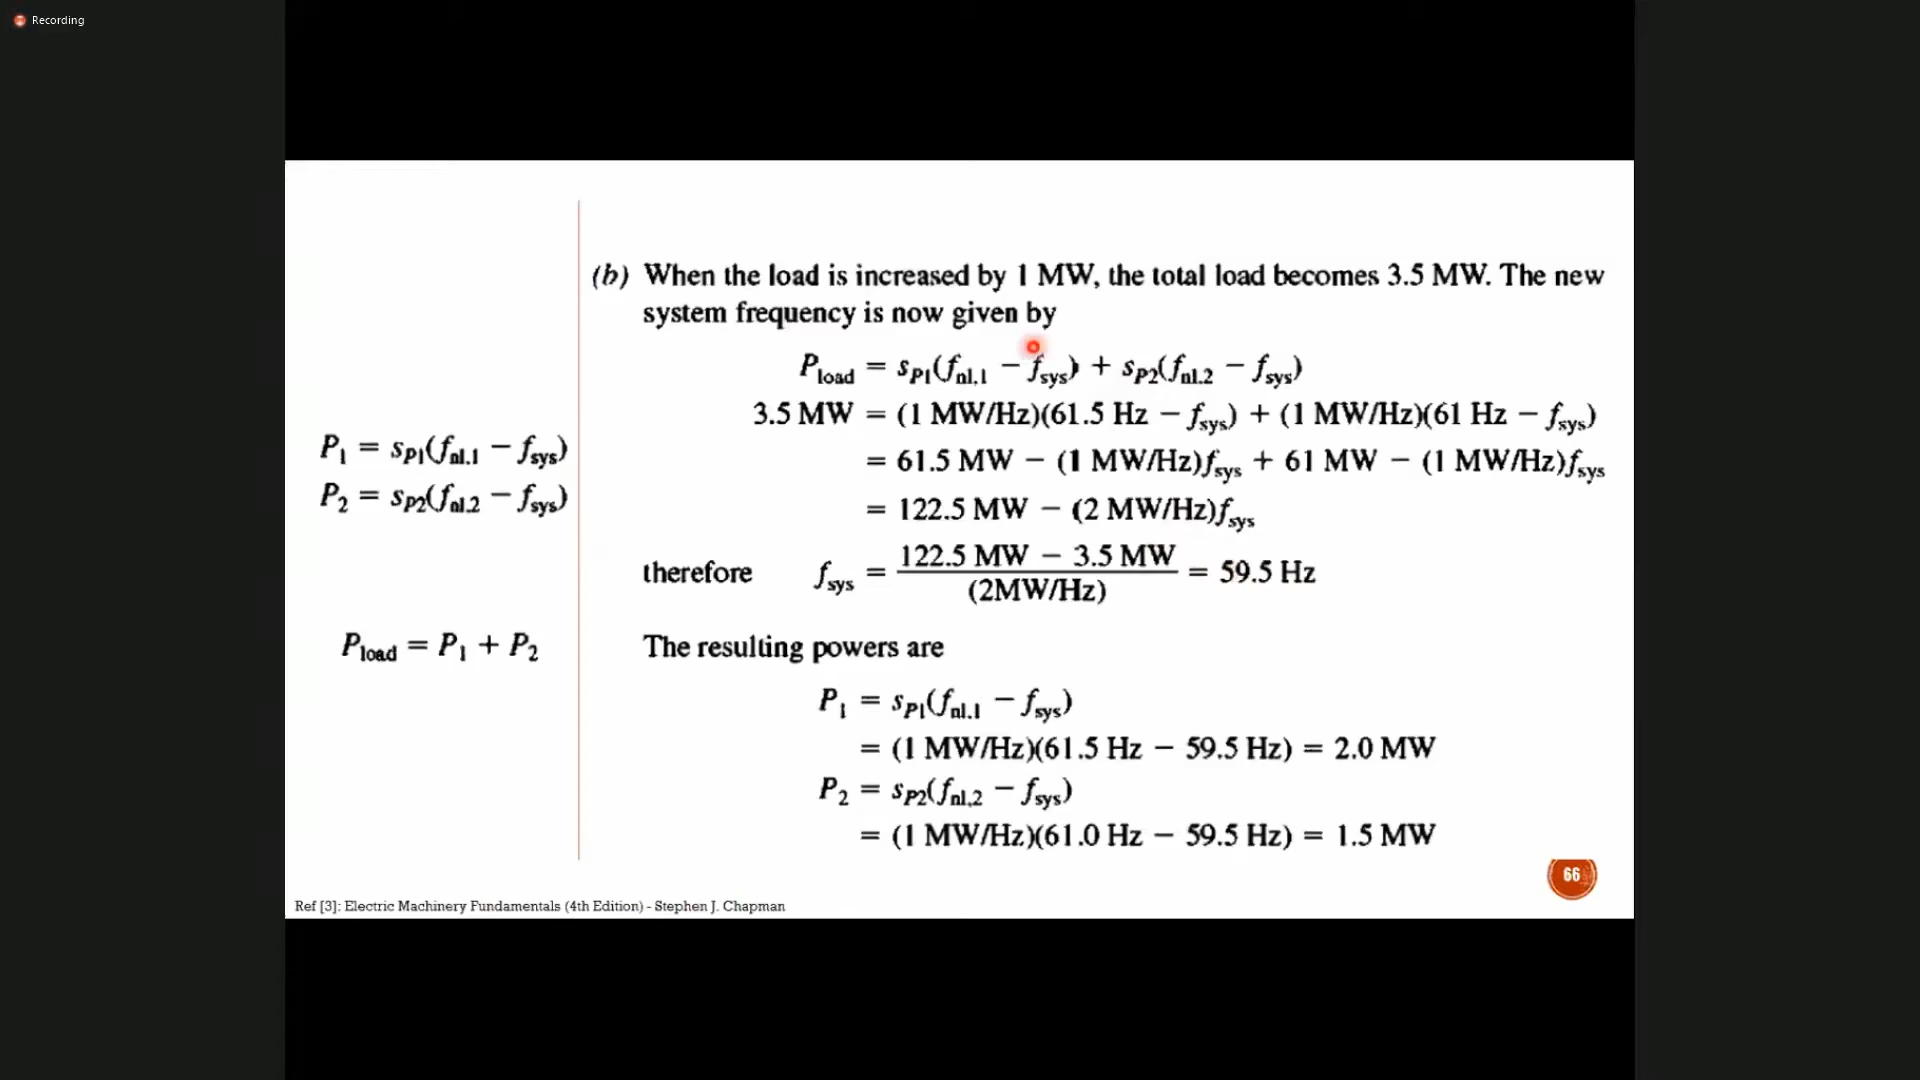 Recording
(b) When the load is increased by 1 MW, the total load becomes 3.5 MW. The new
system frequency is now given by
P_load = s_P1(f_nl,1 − f_sys) + s_P2(f_nl,2 − f_sys)
3.5 MW = (1 MW/Hz)(61.5 Hz − f_sys) + (1 MW/Hz)(61 Hz − f_sys)
= 61.5 MW − (1 MW/Hz)f_sys + 61 MW − (1 MW/Hz)f_sys
= 122.5 MW − (2 MW/Hz)f_sys
therefore f_sys = (122.5 MW − 3.5 MW)/(2MW/Hz) = 59.5 Hz
The resulting powers are
P_1 = s_P1(f_nl,1 − f_sys)
= (1 MW/Hz)(61.5 Hz − 59.5 Hz) = 2.0 MW
P_2 = s_P2(f_nl,2 − f_sys)
= (1 MW/Hz)(61.0 Hz − 59.5 Hz) = 1.5 MW
P_1 = s_P1(f_nl,1 − f_sys)
P_2 = s_P2(f_nl,2 − f_sys)
P_load = P_1 + P_2
66
Ref [3]: Electric Machinery Fundamentals (4th Edition) - Stephen J. Chapman